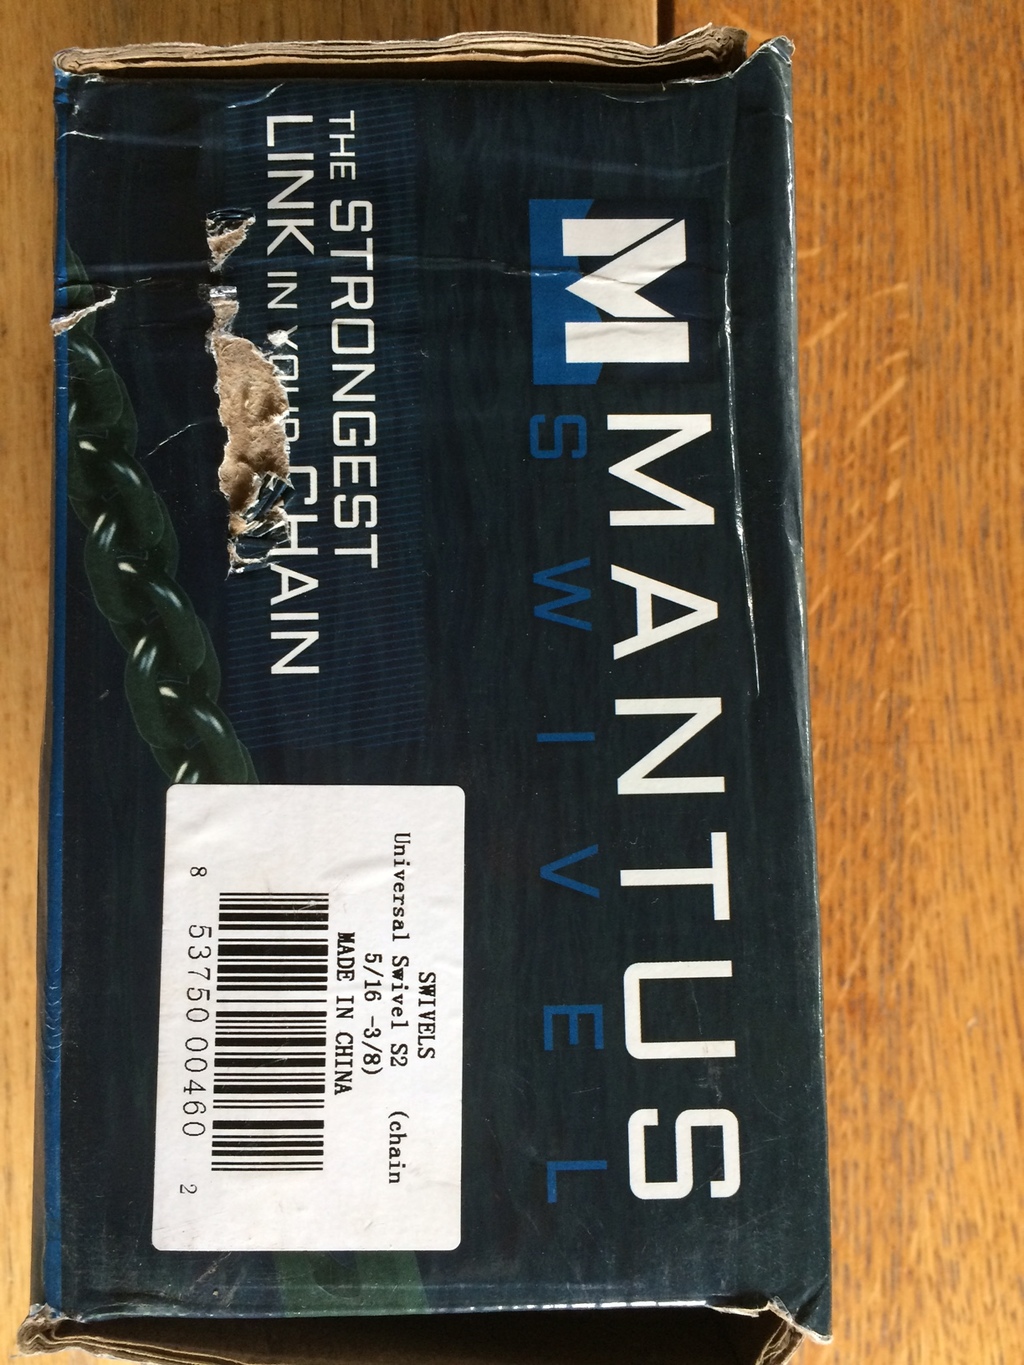 M MANTUS
SWIVEL
THE STRONGEST
LINK IN YOUR CHAIN
SWIVELS
Universal Swivel S2 (chain
5/16 -3/8)
MADE IN CHINA
8 53750 00460 2